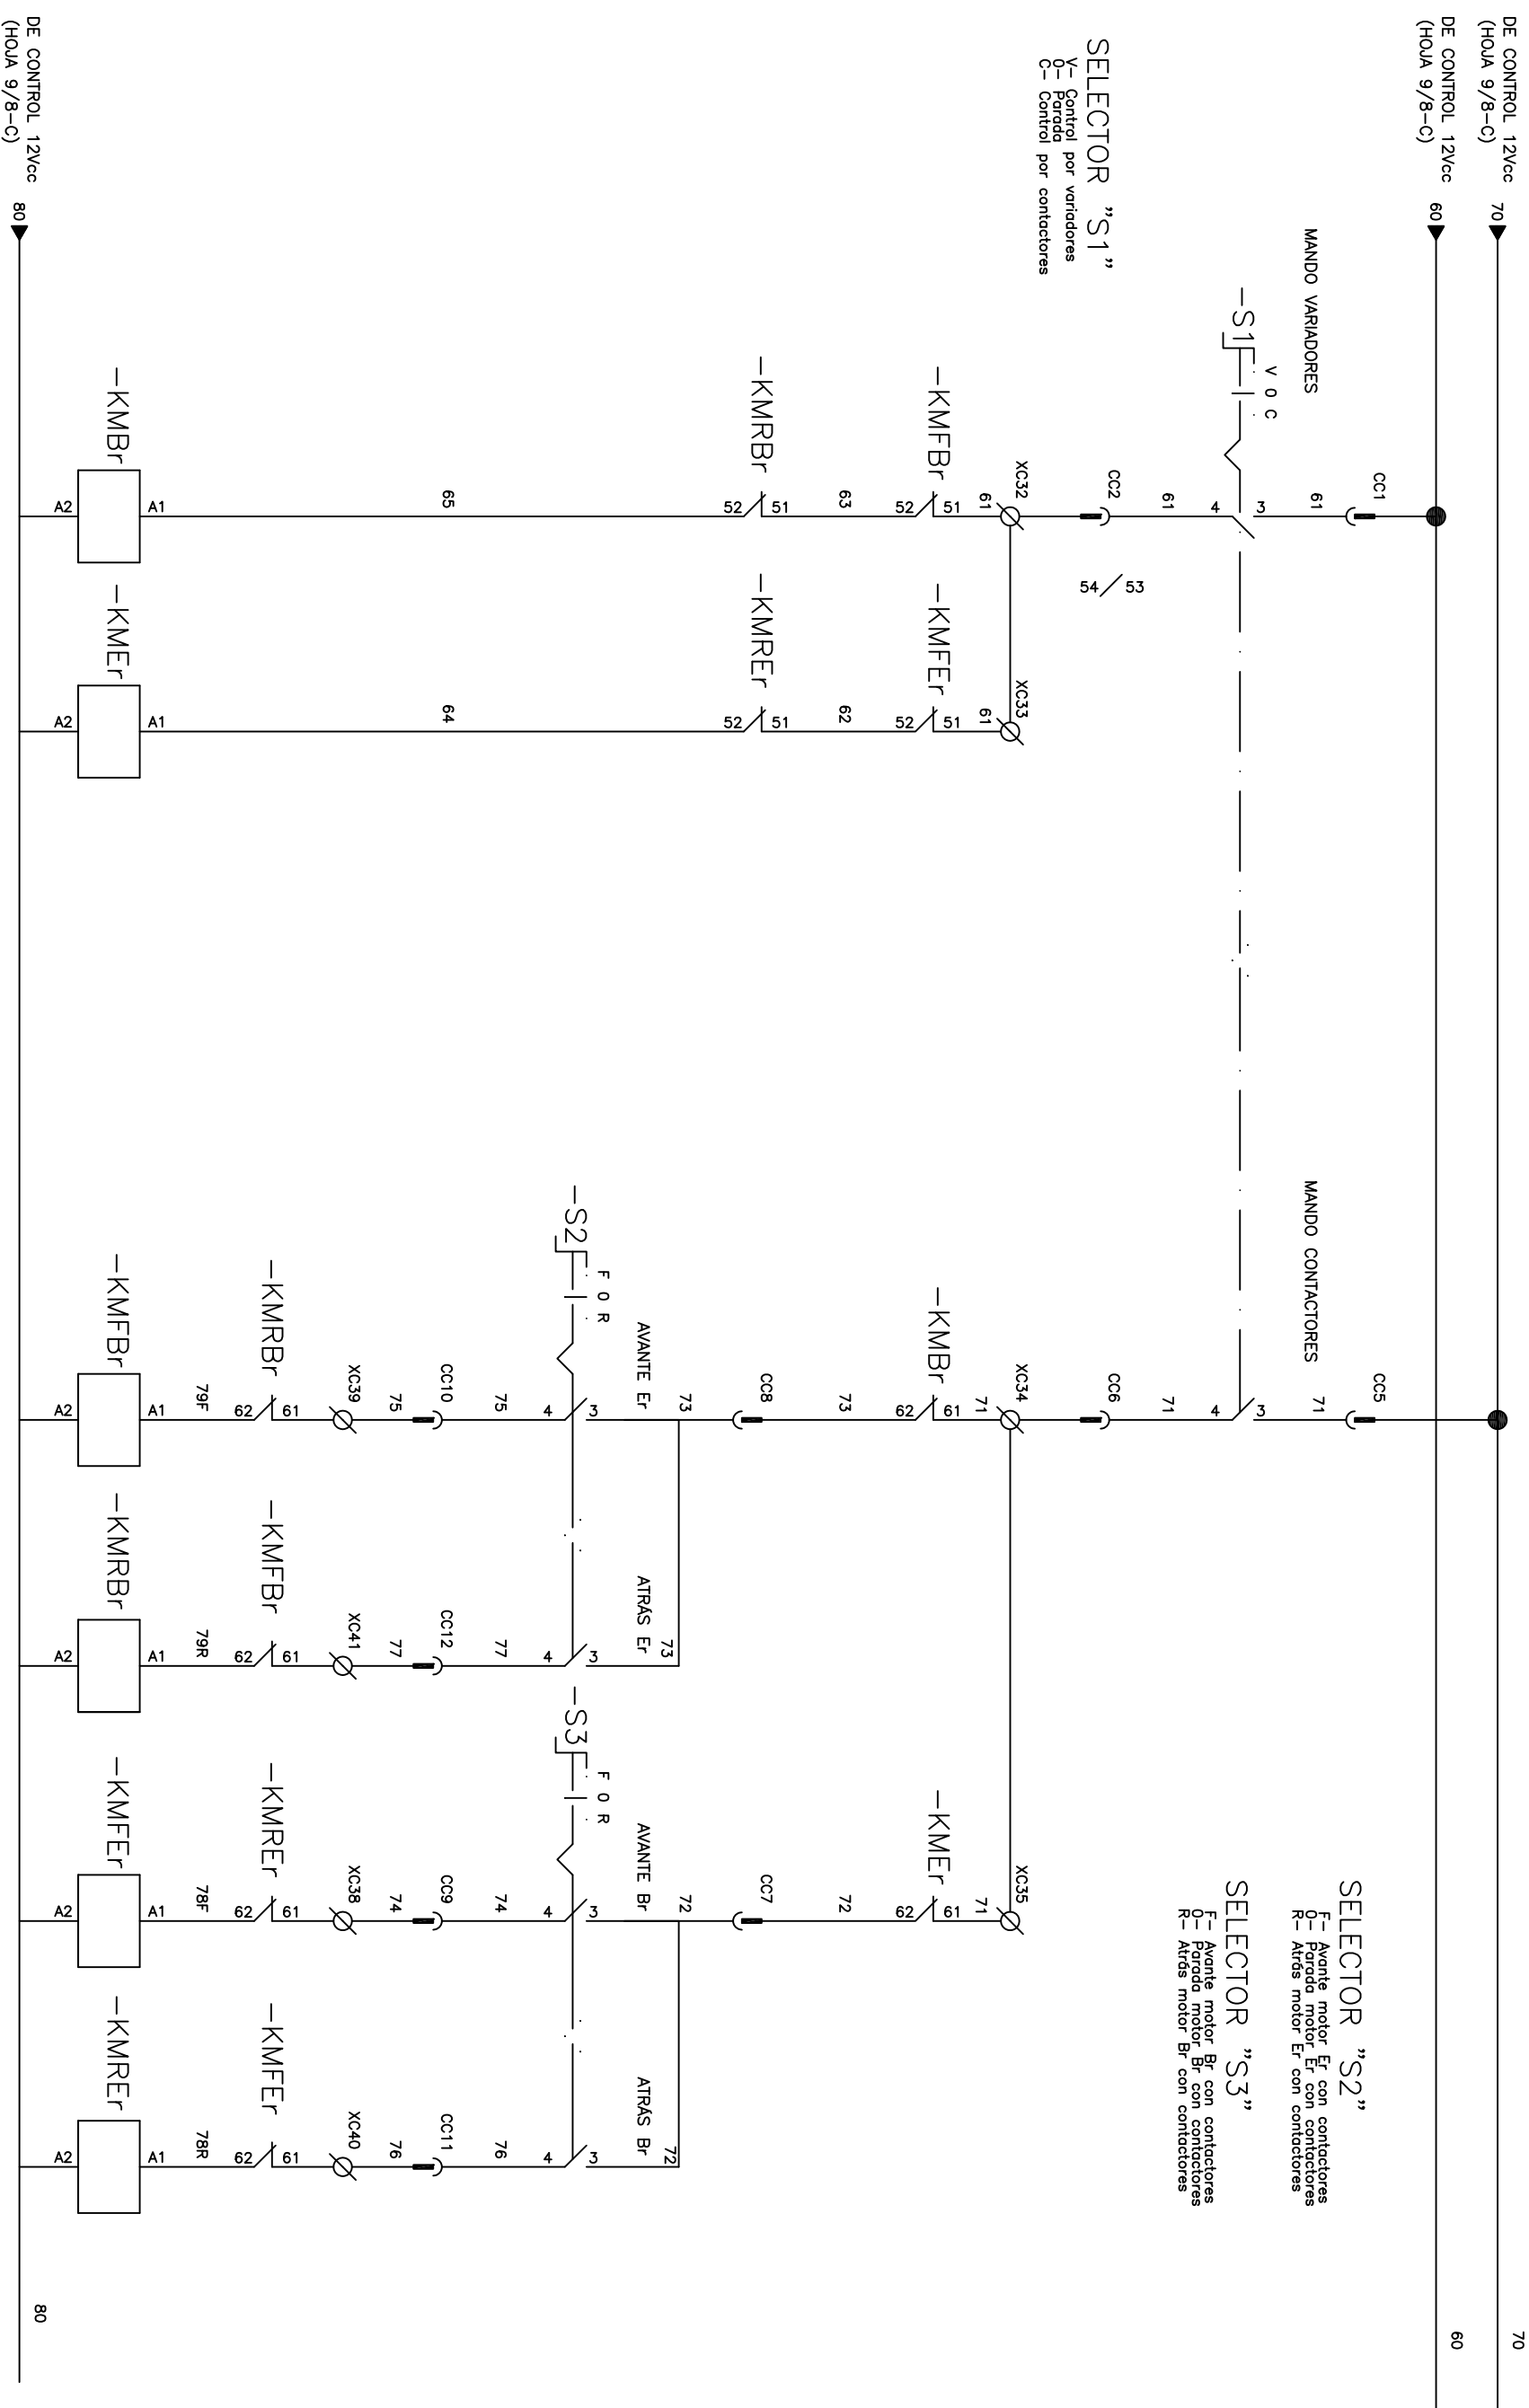 DE CONTROL 12Vcc
(HOJA 9/8-C)
70
70
DE CONTROL 12Vcc
(HOJA 9/8-C)
60
60
MANDO VARIADORES
MANDO CONTACTORES
SELECTOR "S1"
V- Control por variadores
0- Parada
C- Control por contactores
SELECTOR "S2"
F- Avante motor Er con contactores
0- Parada motor Er con contactores
R- Atrás motor Er con contactores
SELECTOR "S3"
F- Avante motor Br con contactores
0- Parada motor Br con contactores
R- Atrás motor Br con contactores
CC1
61
-S1
V 0 C
3
4
61
CC2
54
53
XC32
61
XC33
61
-KMFBr
51
52
-KMFEr
51
52
63
62
-KMRBr
51
52
-KMREr
51
52
65
64
-KMBr
A1
A2
-KMEr
A1
A2
CC5
71
3
4
71
CC6
XC34
71
XC35
71
-KMBr
61
62
-KMEr
61
62
73
72
CC8
CC7
73
73
72
72
AVANTE Er
ATRÁS Er
AVANTE Br
ATRÁS Br
-S2
F 0 R
3
4
3
4
-S3
F 0 R
3
4
3
4
75
77
74
76
CC10
CC12
CC9
CC11
75
77
74
76
XC39
XC41
XC38
XC40
-KMRBr
61
62
-KMFBr
61
62
-KMREr
61
62
-KMFEr
61
62
79F
79R
78F
78R
-KMFBr
A1
A2
-KMRBr
A1
A2
-KMFEr
A1
A2
-KMREr
A1
A2
DE CONTROL 12Vcc
(HOJA 9/8-C)
80
80